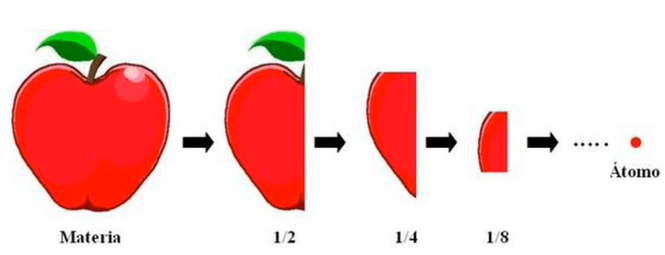 .....
Átomo
Materia
1/2
1/4
1/8